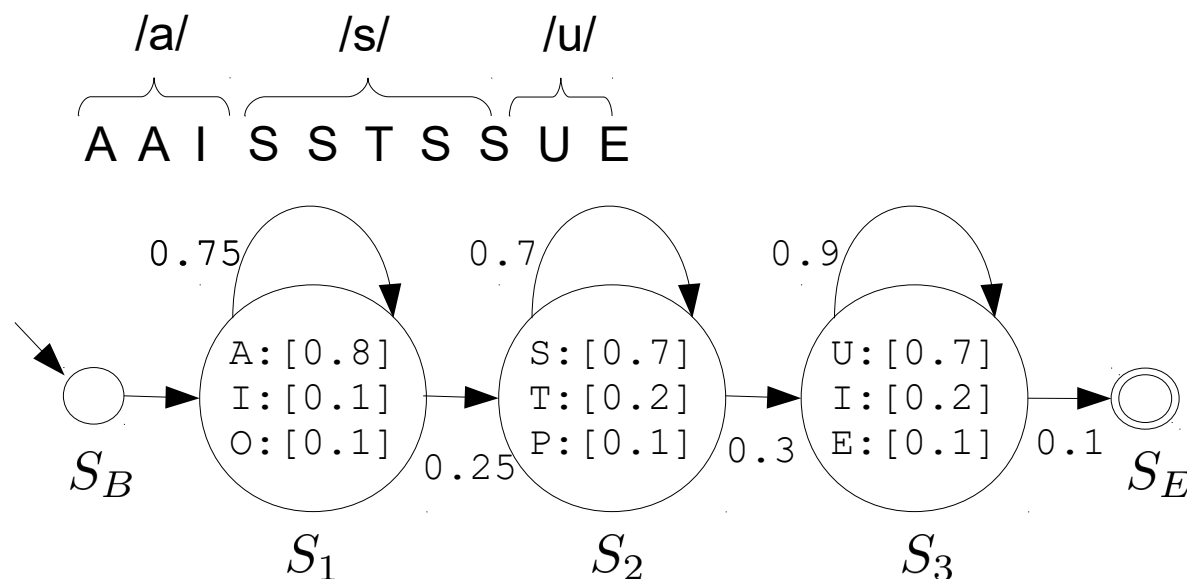 /a/ /s/ /u/
A A I S S T S S U E
0.75 0.7 0.9
A:[0.8] S:[0.7] U:[0.7]
I:[0.1] T:[0.2] I:[0.2]
O:[0.1] P:[0.1] E:[0.1]
0.25 0.3 0.1
S_B S_E
S_1 S_2 S_3